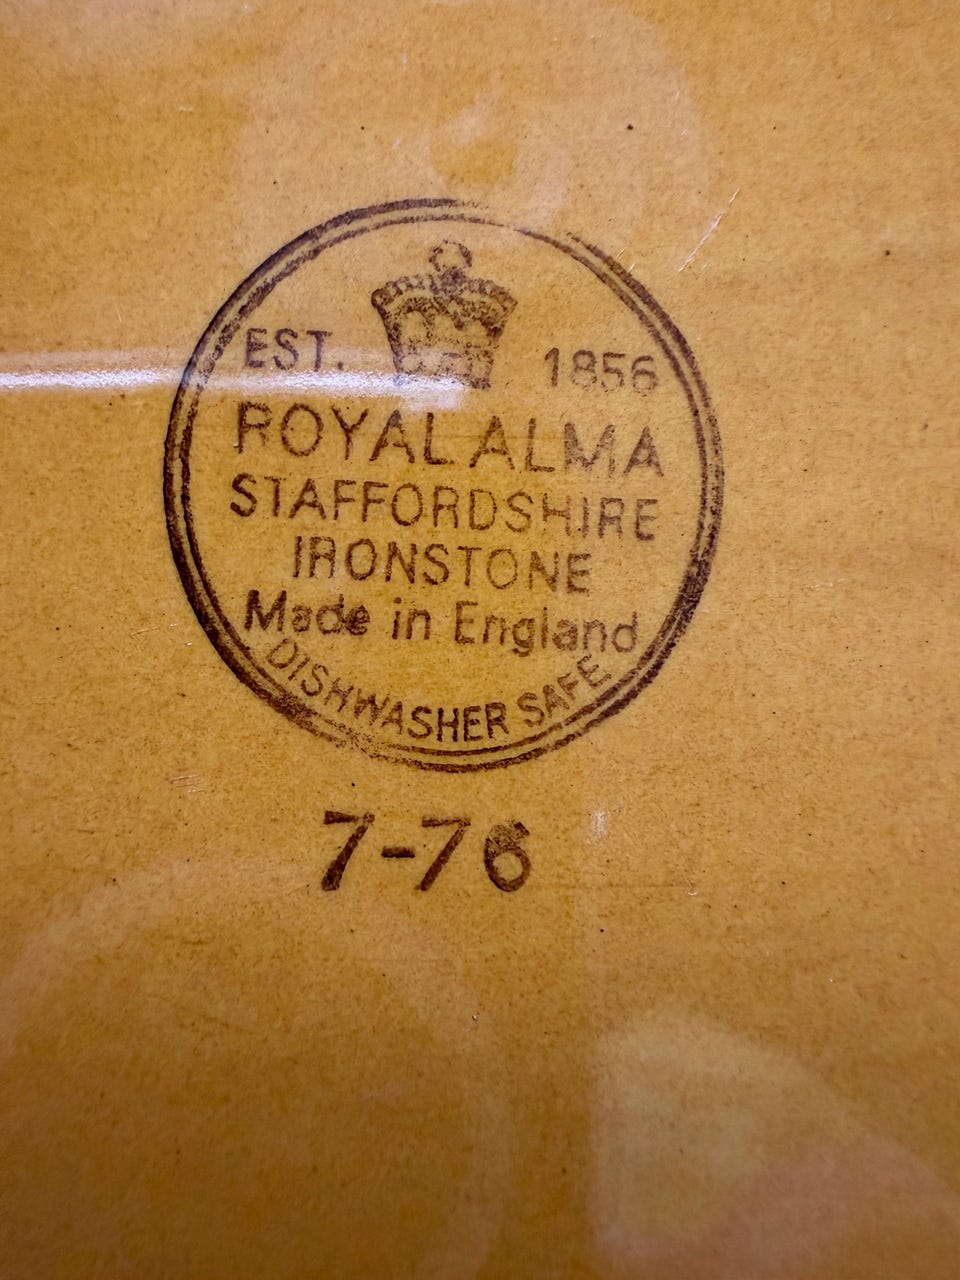 EST. 1856
ROYAL ALMA
STAFFORDSHIRE
IRONSTONE
Made in England
DISHWASHER SAFE
7-76